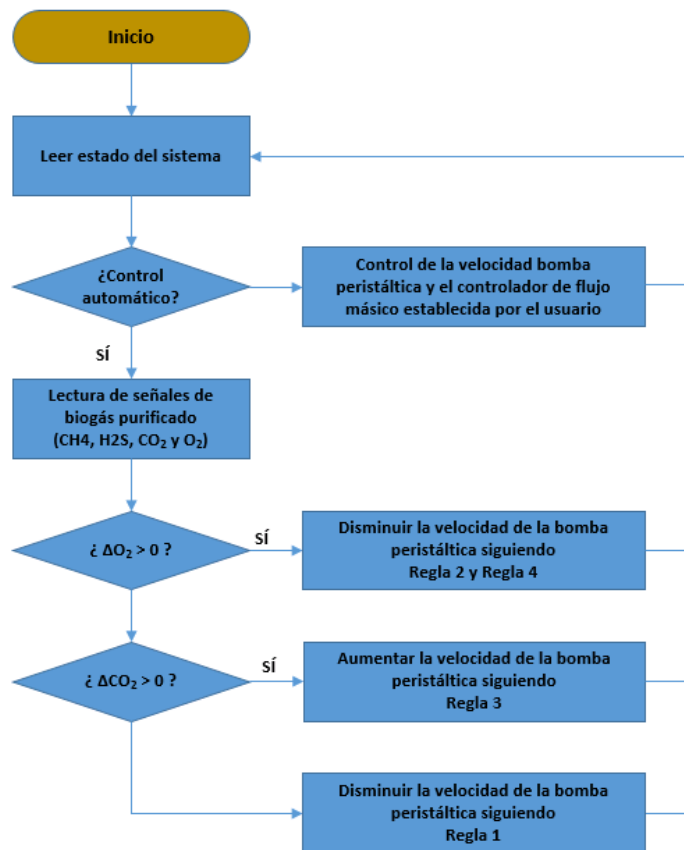 Inicio
Leer estado del sistema
¿Control
automático?
Control de la velocidad bomba
peristáltica y el controlador de flujo
másico establecida por el usuario
SÍ
Lectura de señales de
biogás purificado
(CH4, H2S, CO₂ y O₂)
¿ ΔO₂ > 0 ?
SÍ
Disminuir la velocidad de la bomba
peristáltica siguiendo
Regla 2 y Regla 4
¿ ΔCO₂ > 0 ?
SÍ
Aumentar la velocidad de la bomba
peristáltica siguiendo
Regla 3
Disminuir la velocidad de la bomba
peristáltica siguiendo
Regla 1